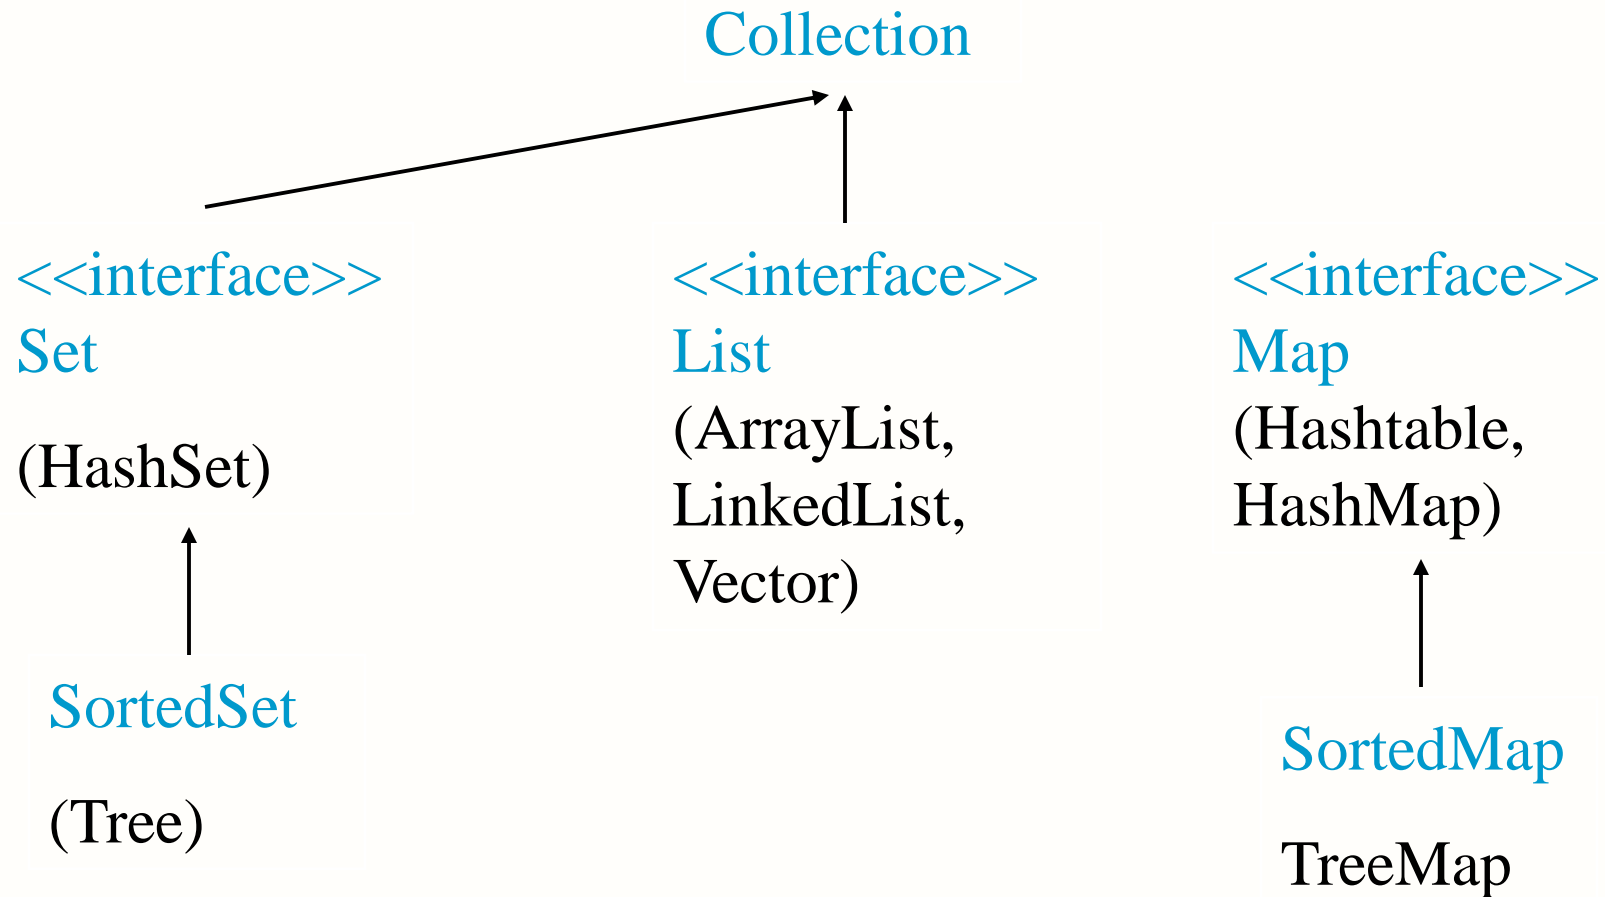 Collection
<<interface>>
Set
(HashSet)
SortedSet
(Tree)
<<interface>>
List
(ArrayList,
LinkedList,
Vector)
<<interface>>
Map
(Hashtable,
HashMap)
SortedMap
TreeMap